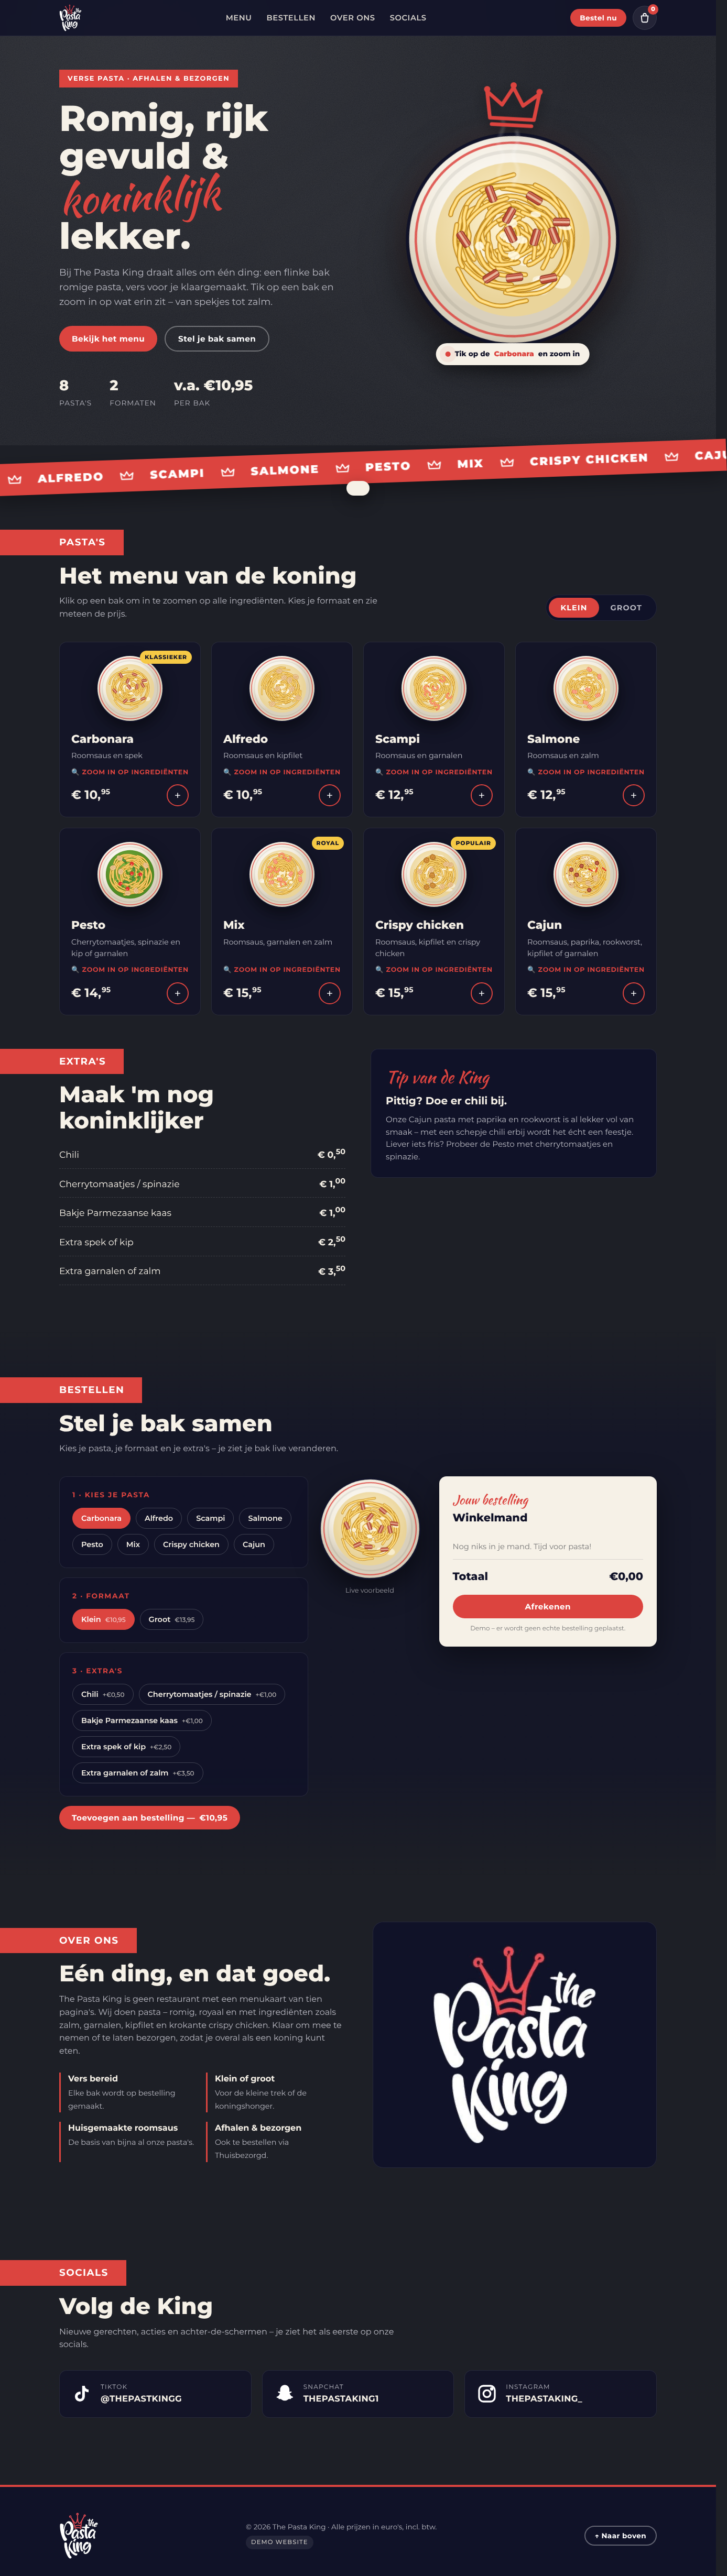 the Pasta King
MENU BESTELLEN OVER ONS SOCIALS
Bestel nu
0
VERSE PASTA · AFHALEN & BEZORGEN
Romig, rijk
gevuld &
koninklijk
lekker.
Bij The Pasta King draait alles om één ding: een flinke bak
romige pasta, vers voor je klaargemaakt. Tik op een bak en
zoom in op wat erin zit – van spekjes tot zalm.
Bekijk het menu
Stel je bak samen
8
PASTA'S
2
FORMATEN
v.a. €10,95
PER BAK
Tik op de Carbonara en zoom in
ALFREDO SCAMPI SALMONE PESTO MIX CRISPY CHICKEN CAJU
PASTA'S
Het menu van de koning
Klik op een bak om in te zoomen op alle ingrediënten. Kies je formaat en zie
meteen de prijs.
KLEIN GROOT
KLASSIEKER
Carbonara
Roomsaus en spek
ZOOM IN OP INGREDIËNTEN
€ 10,95
+
Alfredo
Roomsaus en kipfilet
ZOOM IN OP INGREDIËNTEN
€ 10,95
+
Scampi
Roomsaus en garnalen
ZOOM IN OP INGREDIËNTEN
€ 12,95
+
Salmone
Roomsaus en zalm
ZOOM IN OP INGREDIËNTEN
€ 12,95
+
Pesto
Cherrytomaatjes, spinazie en
kip of garnalen
ZOOM IN OP INGREDIËNTEN
€ 14,95
+
ROYAL
Mix
Roomsaus, garnalen en zalm
ZOOM IN OP INGREDIËNTEN
€ 15,95
+
POPULAIR
Crispy chicken
Roomsaus, kipfilet en crispy
chicken
ZOOM IN OP INGREDIËNTEN
€ 15,95
+
Cajun
Roomsaus, paprika, rookworst,
kipfilet of garnalen
ZOOM IN OP INGREDIËNTEN
€ 15,95
+
EXTRA'S
Maak 'm nog
koninklijker
Chili € 0,50
Cherrytomaatjes / spinazie € 1,00
Bakje Parmezaanse kaas € 1,00
Extra spek of kip € 2,50
Extra garnalen of zalm € 3,50
Tip van de King
Pittig? Doe er chili bij.
Onze Cajun pasta met paprika en rookworst is al lekker vol van
smaak – met een schepje chili erbij wordt het écht een feestje.
Liever iets fris? Probeer de Pesto met cherrytomaatjes en
spinazie.
BESTELLEN
Stel je bak samen
Kies je pasta, je formaat en je extra's – je ziet je bak live veranderen.
1 · KIES JE PASTA
Carbonara Alfredo Scampi Salmone
Pesto Mix Crispy chicken Cajun
2 · FORMAAT
Klein €10,95 Groot €13,95
3 · EXTRA'S
Chili +€0,50 Cherrytomaatjes / spinazie +€1,00
Bakje Parmezaanse kaas +€1,00
Extra spek of kip +€2,50
Extra garnalen of zalm +€3,50
Toevoegen aan bestelling — €10,95
Live voorbeeld
Jouw bestelling
Winkelmand
Nog niks in je mand. Tijd voor pasta!
Totaal €0,00
Afrekenen
Demo – er wordt geen echte bestelling geplaatst.
OVER ONS
Eén ding, en dat goed.
The Pasta King is geen restaurant met een menukaart van tien
pagina's. Wij doen pasta – romig, royaal en met ingrediënten zoals
zalm, garnalen, kipfilet en krokante crispy chicken. Klaar om mee te
nemen of te laten bezorgen, zodat je overal als een koning kunt
eten.
Vers bereid
Elke bak wordt op bestelling
gemaakt.
Klein of groot
Voor de kleine trek of de
koningshonger.
Huisgemaakte roomsaus
De basis van bijna al onze pasta's.
Afhalen & bezorgen
Ook te bestellen via
Thuisbezorgd.
the
Pasta
King
SOCIALS
Volg de King
Nieuwe gerechten, acties en achter-de-schermen – je ziet het als eerste op onze
socials.
TIKTOK
@THEPASTKINGG
SNAPCHAT
THEPASTAKING1
INSTAGRAM
THEPASTAKING_
the
Pasta
King
© 2026 The Pasta King · Alle prijzen in euro's, incl. btw.
DEMO WEBSITE
↑ Naar boven